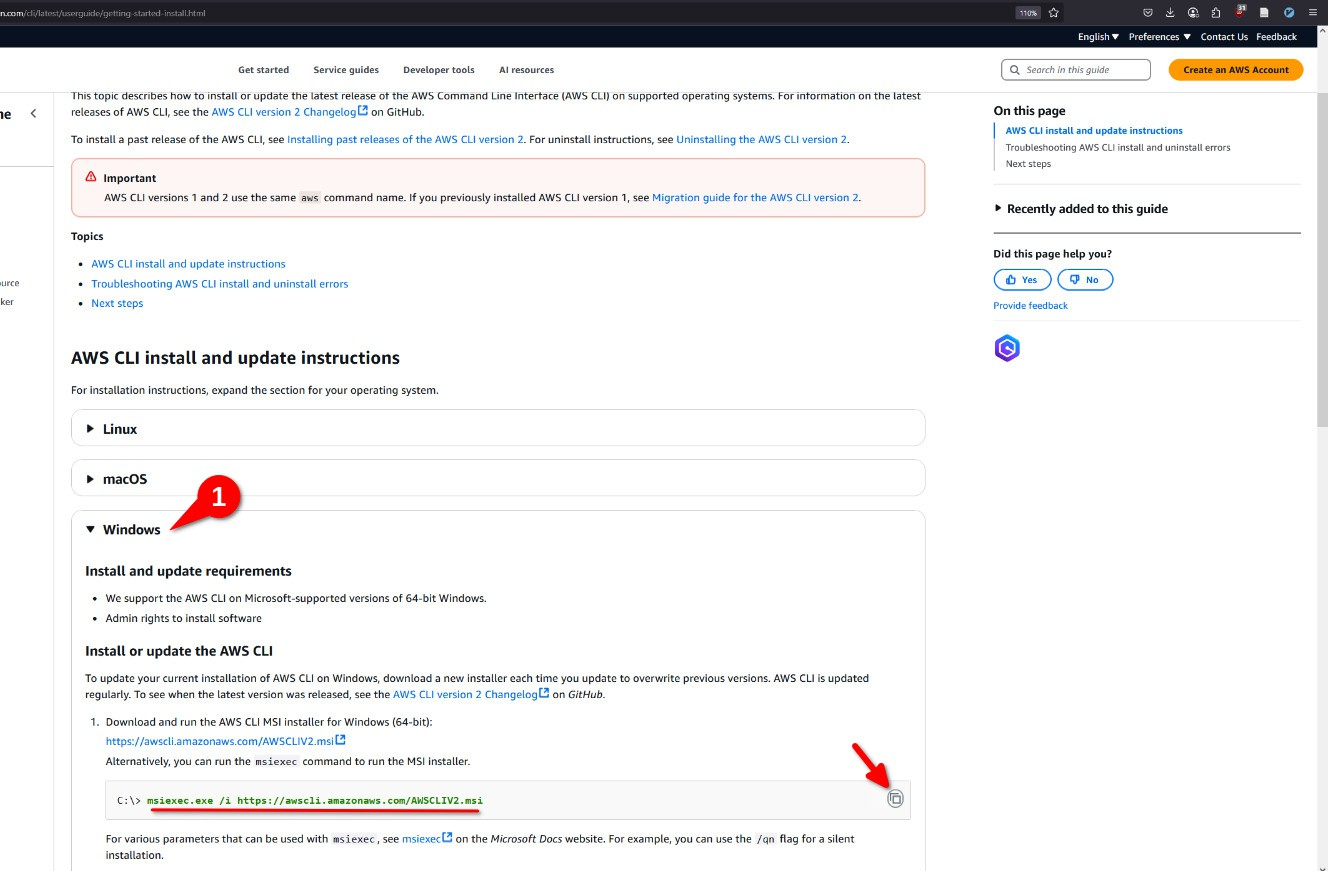 n.com/cli/latest/userguide/getting-started-install.html
110%
31
English
Preferences
Contact Us
Feedback
Get started
Service guides
Developer tools
AI resources
Search in this guide
Create an AWS Account
ne
This topic describes how to install or update the latest release of the AWS Command Line Interface (AWS CLI) on supported operating systems. For information on the latest
releases of AWS CLI, see the AWS CLI version 2 Changelog on GitHub.
To install a past release of the AWS CLI, see Installing past releases of the AWS CLI version 2. For uninstall instructions, see Uninstalling the AWS CLI version 2.
Important
AWS CLI versions 1 and 2 use the same aws command name. If you previously installed AWS CLI version 1, see Migration guide for the AWS CLI version 2.
Topics
• AWS CLI install and update instructions
• Troubleshooting AWS CLI install and uninstall errors
• Next steps
ource
ker
AWS CLI install and update instructions
For installation instructions, expand the section for your operating system.
Linux
macOS
1
Windows
Install and update requirements
• We support the AWS CLI on Microsoft-supported versions of 64-bit Windows.
• Admin rights to install software
Install or update the AWS CLI
To update your current installation of AWS CLI on Windows, download a new installer each time you update to overwrite previous versions. AWS CLI is updated
regularly. To see when the latest version was released, see the AWS CLI version 2 Changelog on GitHub.
1. Download and run the AWS CLI MSI installer for Windows (64-bit):
https://awscli.amazonaws.com/AWSCLIV2.msi
Alternatively, you can run the msiexec command to run the MSI installer.
C:\> msiexec.exe /i https://awscli.amazonaws.com/AWSCLIV2.msi
For various parameters that can be used with msiexec, see msiexec on the Microsoft Docs website. For example, you can use the /qn flag for a silent
installation.
On this page
AWS CLI install and update instructions
Troubleshooting AWS CLI install and uninstall errors
Next steps
Recently added to this guide
Did this page help you?
Yes
No
Provide feedback